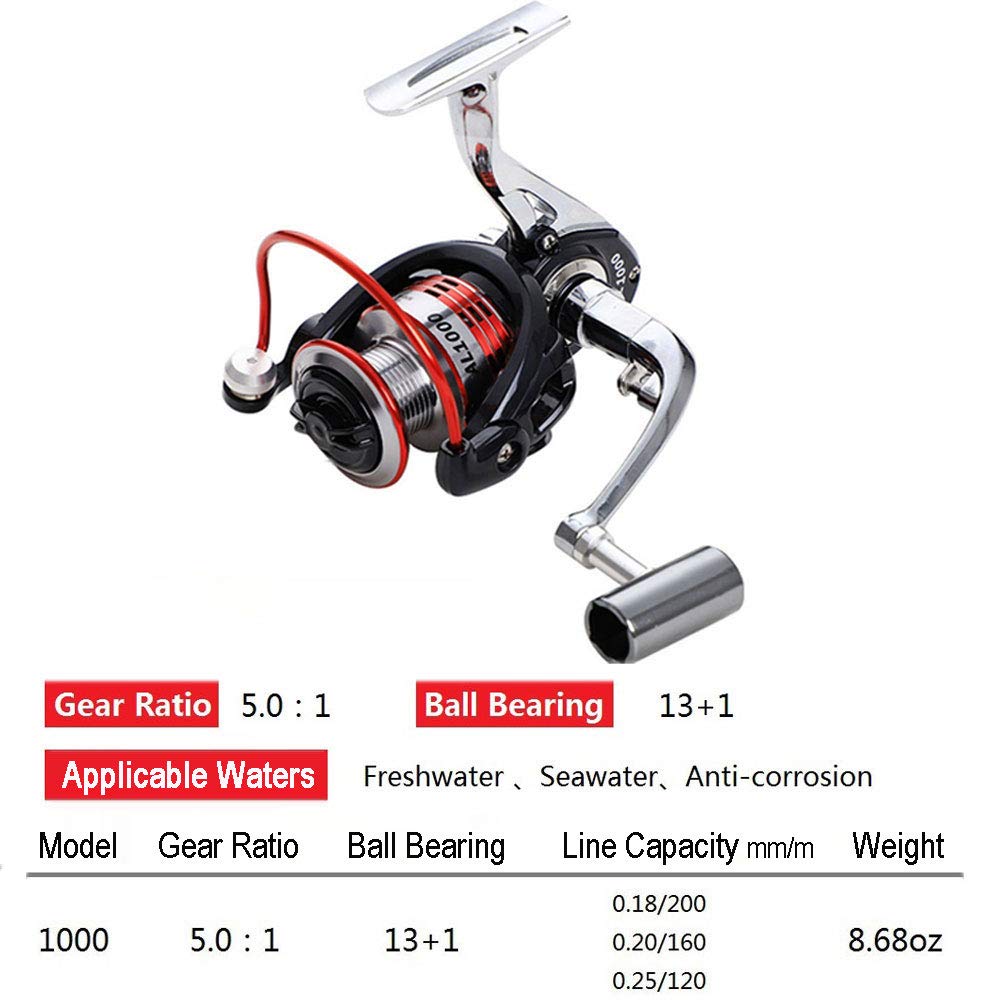 1000
AL1000
Gear Ratio 5.0 : 1 Ball Bearing 13+1
Applicable Waters Freshwater 、Seawater、Anti-corrosion
Model Gear Ratio Ball Bearing Line Capacity mm/m Weight
0.18/200
1000 5.0 : 1 13+1 0.20/160 8.68oz
0.25/120